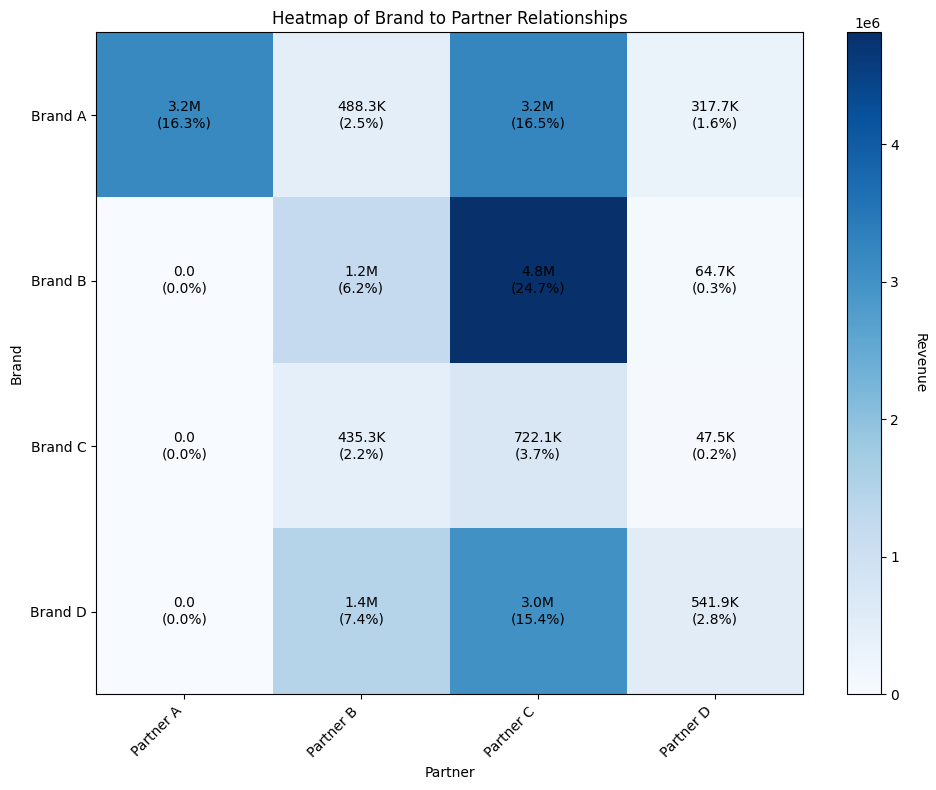 Heatmap of Brand to Partner Relationships
1e6
Brand A
3.2M
(16.3%)
488.3K
(2.5%)
3.2M
(16.5%)
317.7K
(1.6%)
Brand B
0.0
(0.0%)
1.2M
(6.2%)
4.8M
(24.7%)
64.7K
(0.3%)
Brand C
0.0
(0.0%)
435.3K
(2.2%)
722.1K
(3.7%)
47.5K
(0.2%)
Brand D
0.0
(0.0%)
1.4M
(7.4%)
3.0M
(15.4%)
541.9K
(2.8%)
Brand
Partner A
Partner B
Partner C
Partner D
Partner
4
3
2
1
0
Revenue